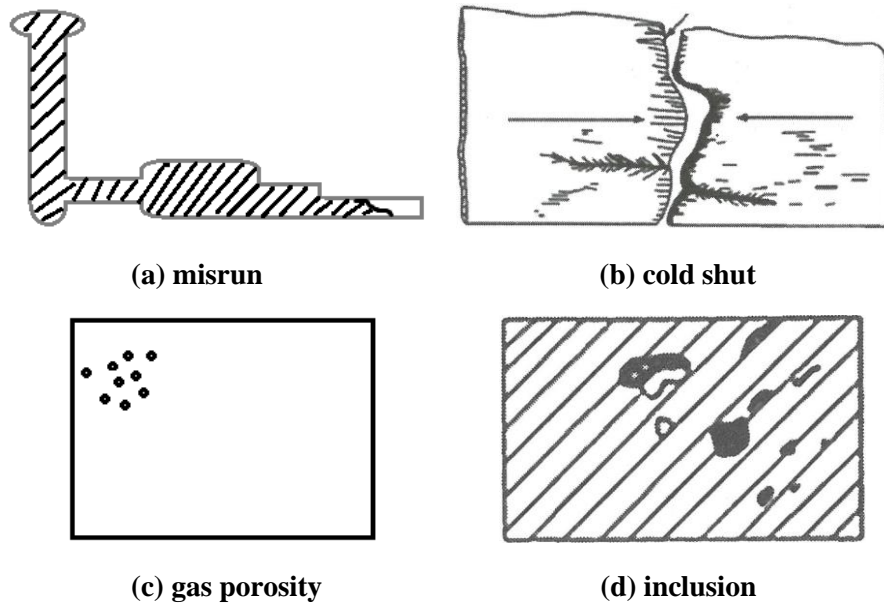 (a) misrun
(b) cold shut
(c) gas porosity
(d) inclusion